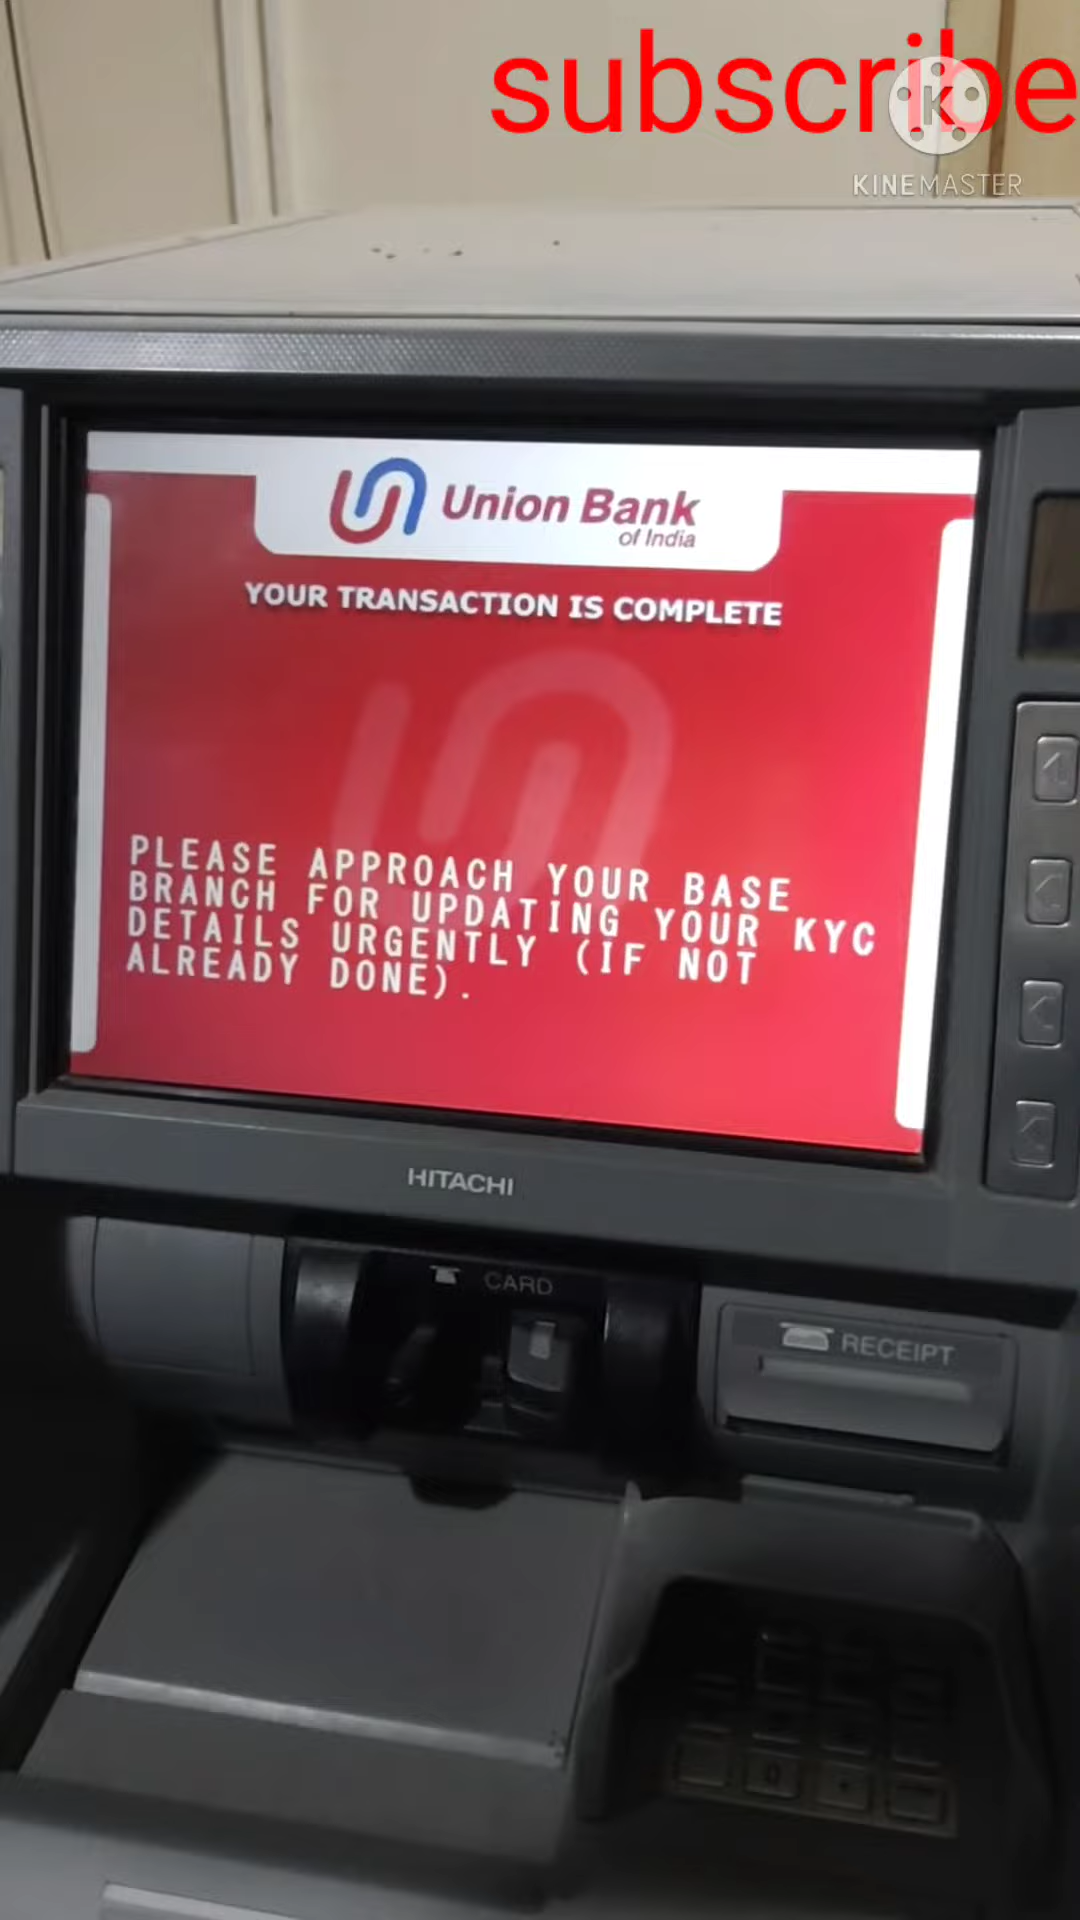 subscribe
KINEMASTER
Union Bank
of India
YOUR TRANSACTION IS COMPLETE
PLEASE APPROACH YOUR BASE
BRANCH FOR UPDATING YOUR KYC
DETAILS URGENTLY (IF NOT
ALREADY DONE).
HITACHI
CARD
RECEIPT